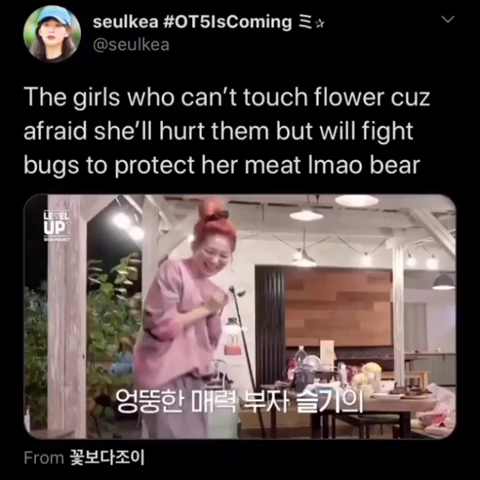 seulkea #OT5IsComing ミ☆
@seulkea
The girls who can't touch flower cuz
afraid she'll hurt them but will fight
bugs to protect her meat lmao bear
LEVEL
UP
엉뚱한 매력 부자 슬기의
From 꽃보다조이